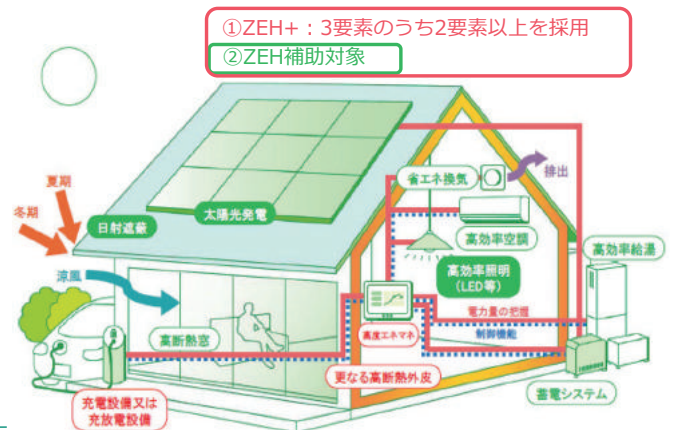 ①ZEH+：3要素のうち2要素以上を採用
②ZEH補助対象
夏期
冬期
日射遮蔽
太陽光発電
省エネ換気
排出
高効率空調
高効率照明
(LED等)
高効率給湯
涼風
高断熱窓
高度エネマネ
電力量の把握
制御機能
更なる高断熱外皮
蓄電システム
充電設備又は
充放電設備